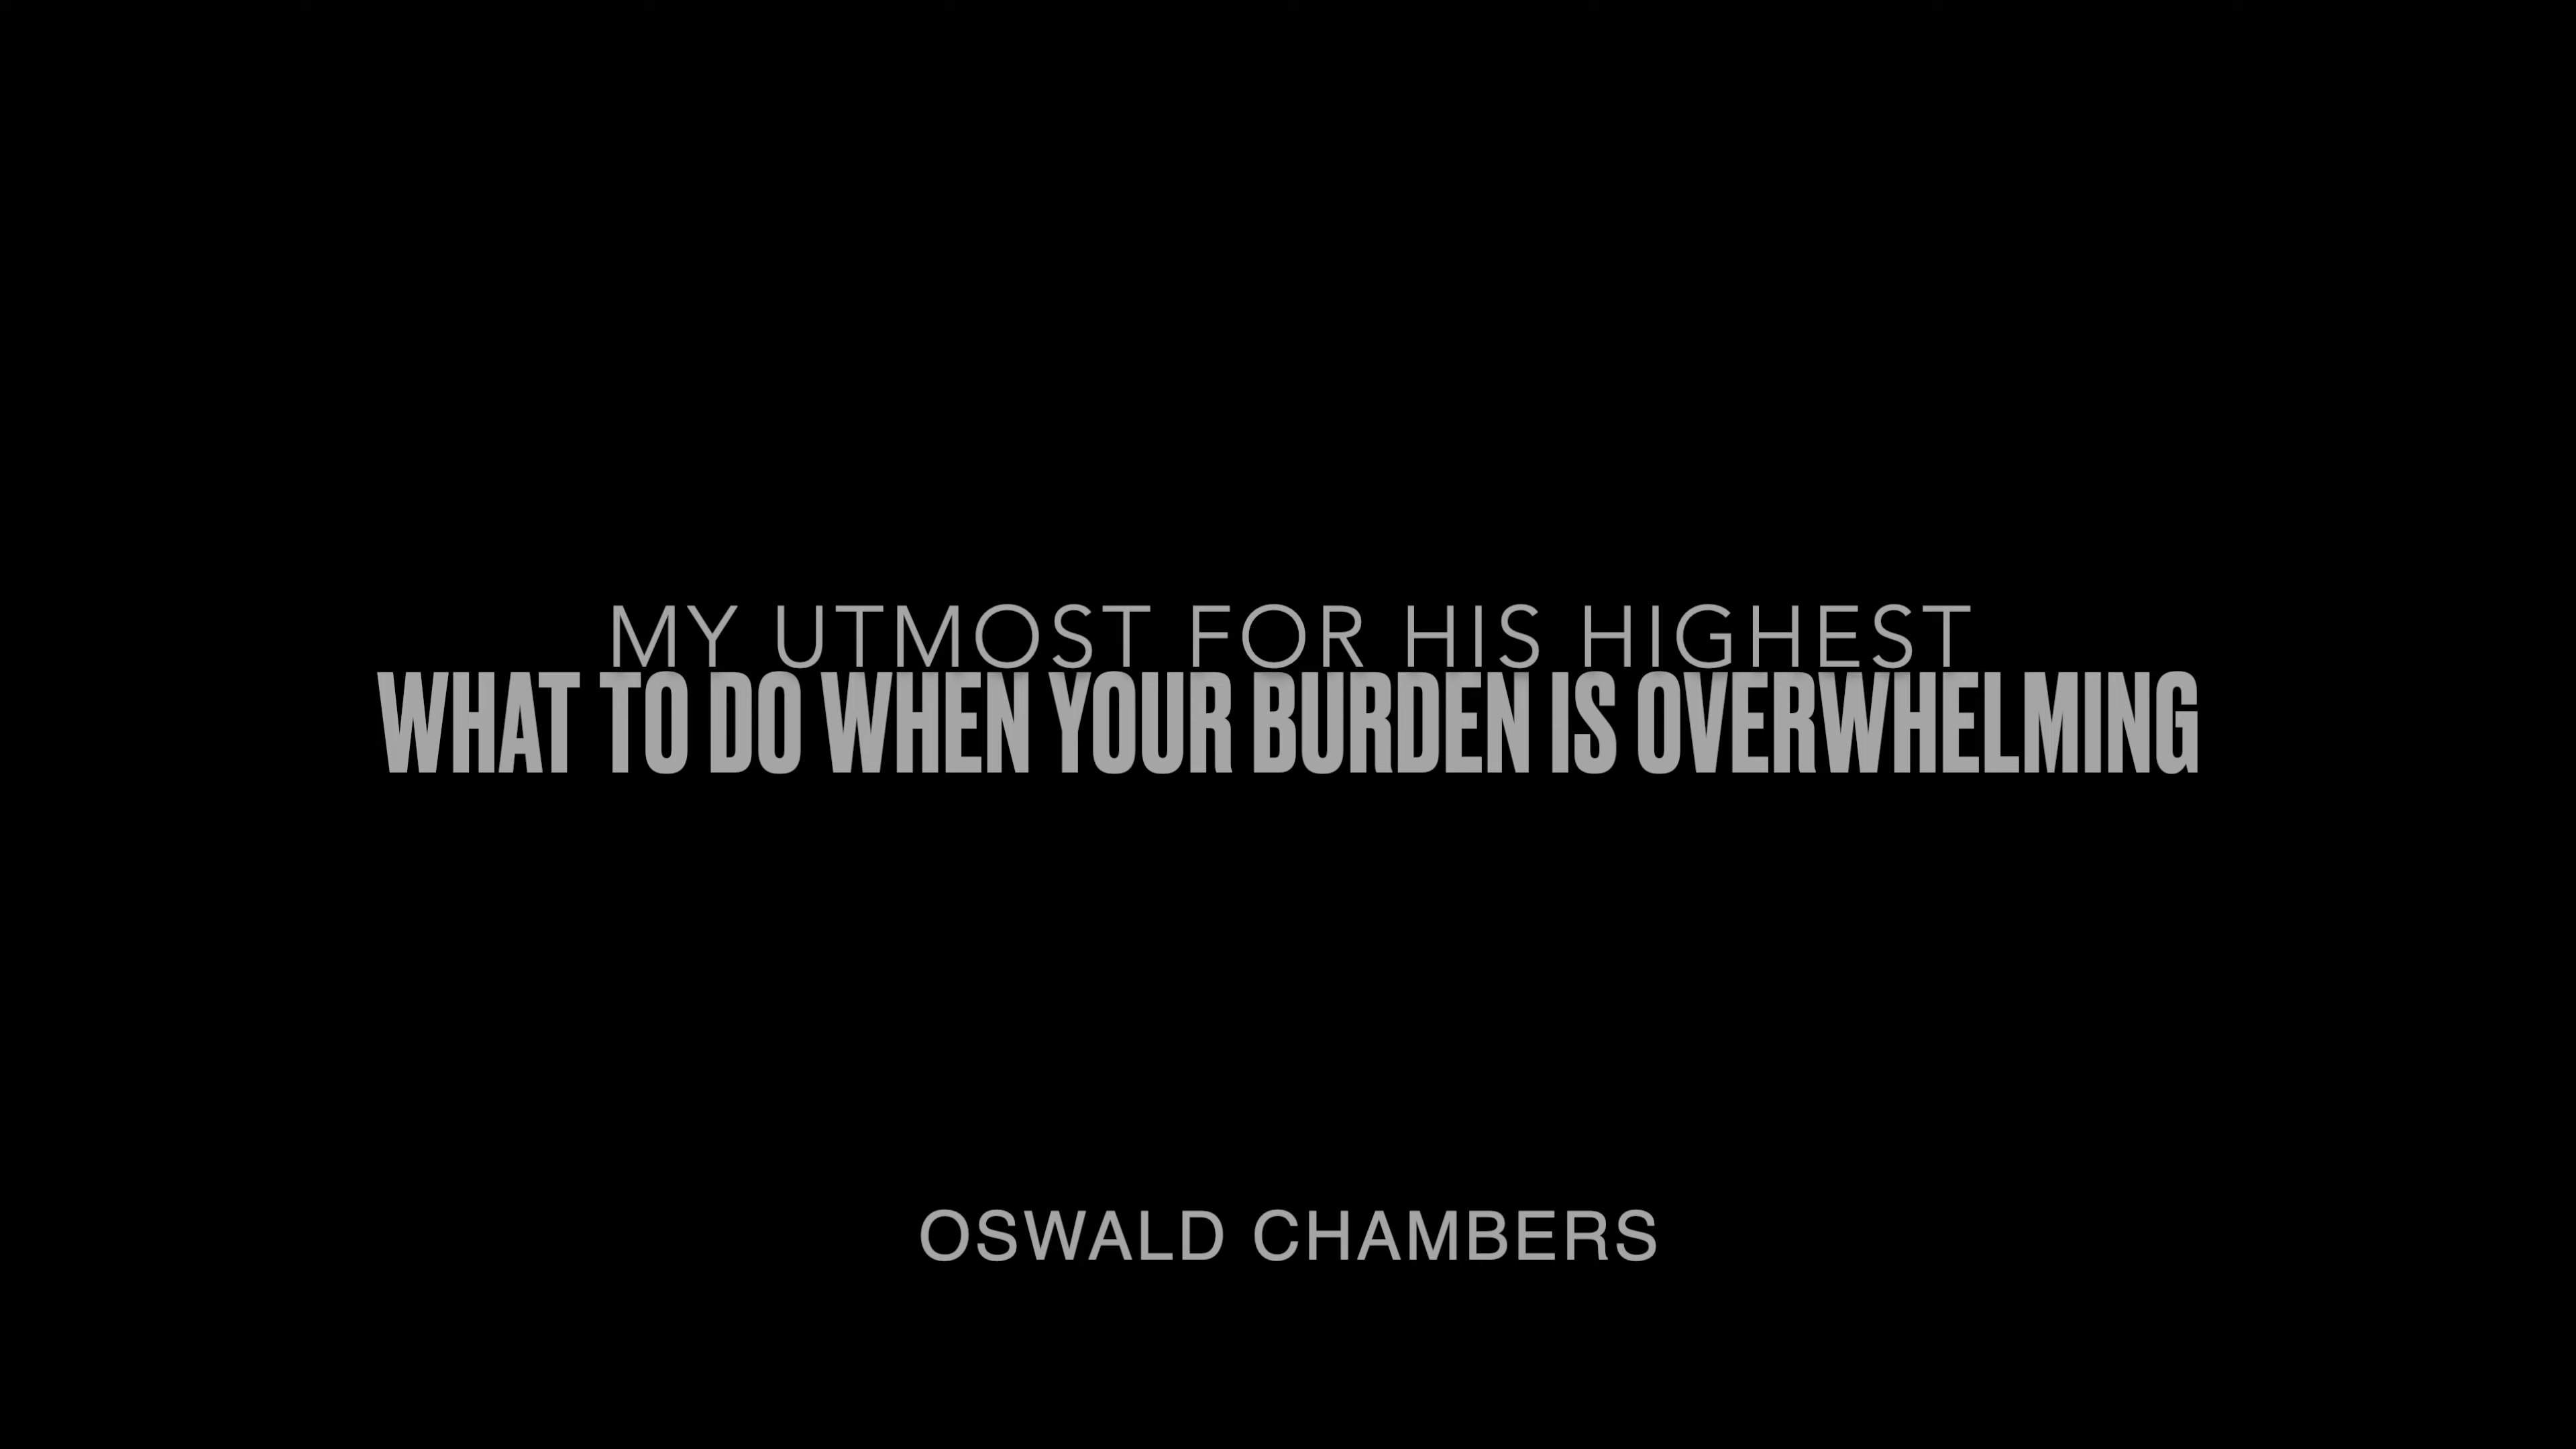 MY UTMOST FOR HIS HIGHEST
WHAT TO DO WHEN YOUR BURDEN IS OVERWHELMING
OSWALD CHAMBERS